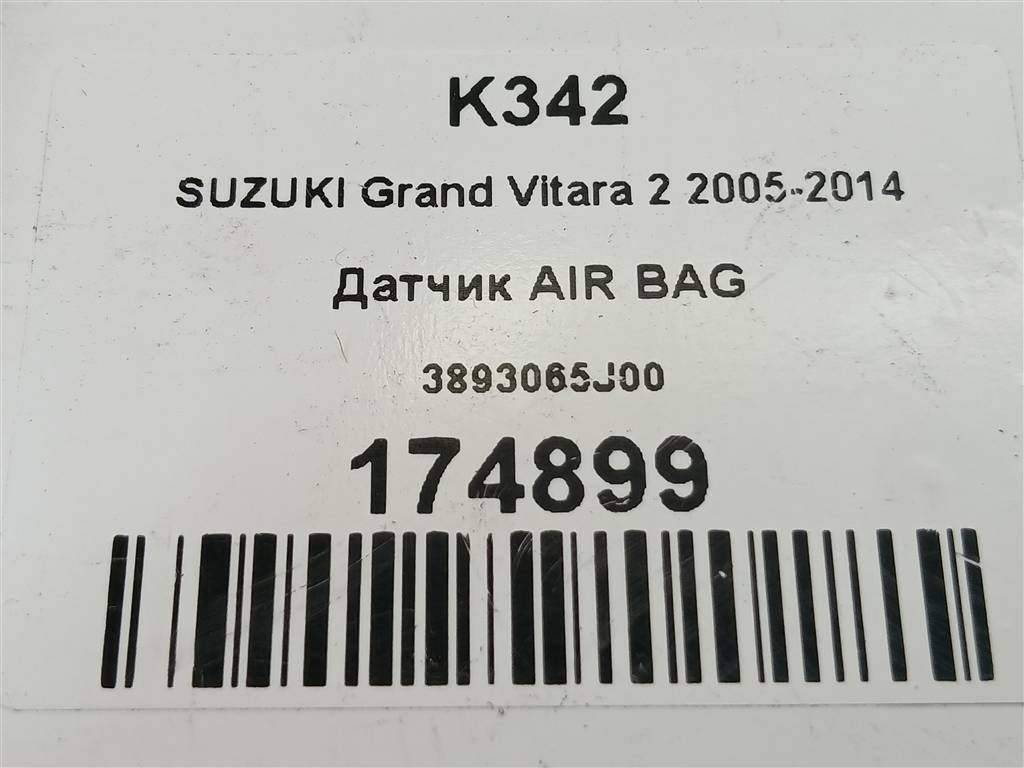 K342
SUZUKI Grand Vitara 2 2005-2014
Датчик AIR BAG
3893065J00
174899